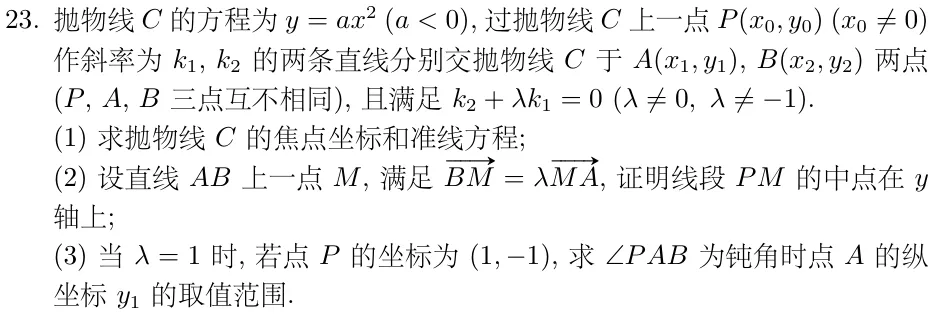 23. 抛物线 C 的方程为 y = ax² (a < 0), 过抛物线 C 上一点 P(x₀, y₀) (x₀ ≠ 0)
作斜率为 k₁, k₂ 的两条直线分别交抛物线 C 于 A(x₁, y₁), B(x₂, y₂) 两点
(P, A, B 三点互不相同), 且满足 k₂ + λk₁ = 0 (λ ≠ 0, λ ≠ −1).
(1) 求抛物线 C 的焦点坐标和准线方程;
(2) 设直线 AB 上一点 M, 满足 \overrightarrow{BM} = λ\overrightarrow{MA}, 证明线段 PM 的中点在 y
轴上;
(3) 当 λ = 1 时, 若点 P 的坐标为 (1, −1), 求 ∠PAB 为钝角时点 A 的纵
坐标 y₁ 的取值范围.